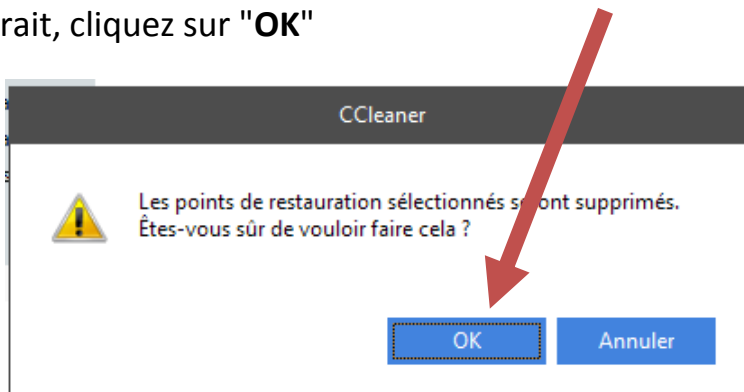 rait, cliquez sur "OK"
CCleaner
Les points de restauration sélectionnés seront supprimés.
Êtes-vous sûr de vouloir faire cela ?
OK
Annuler